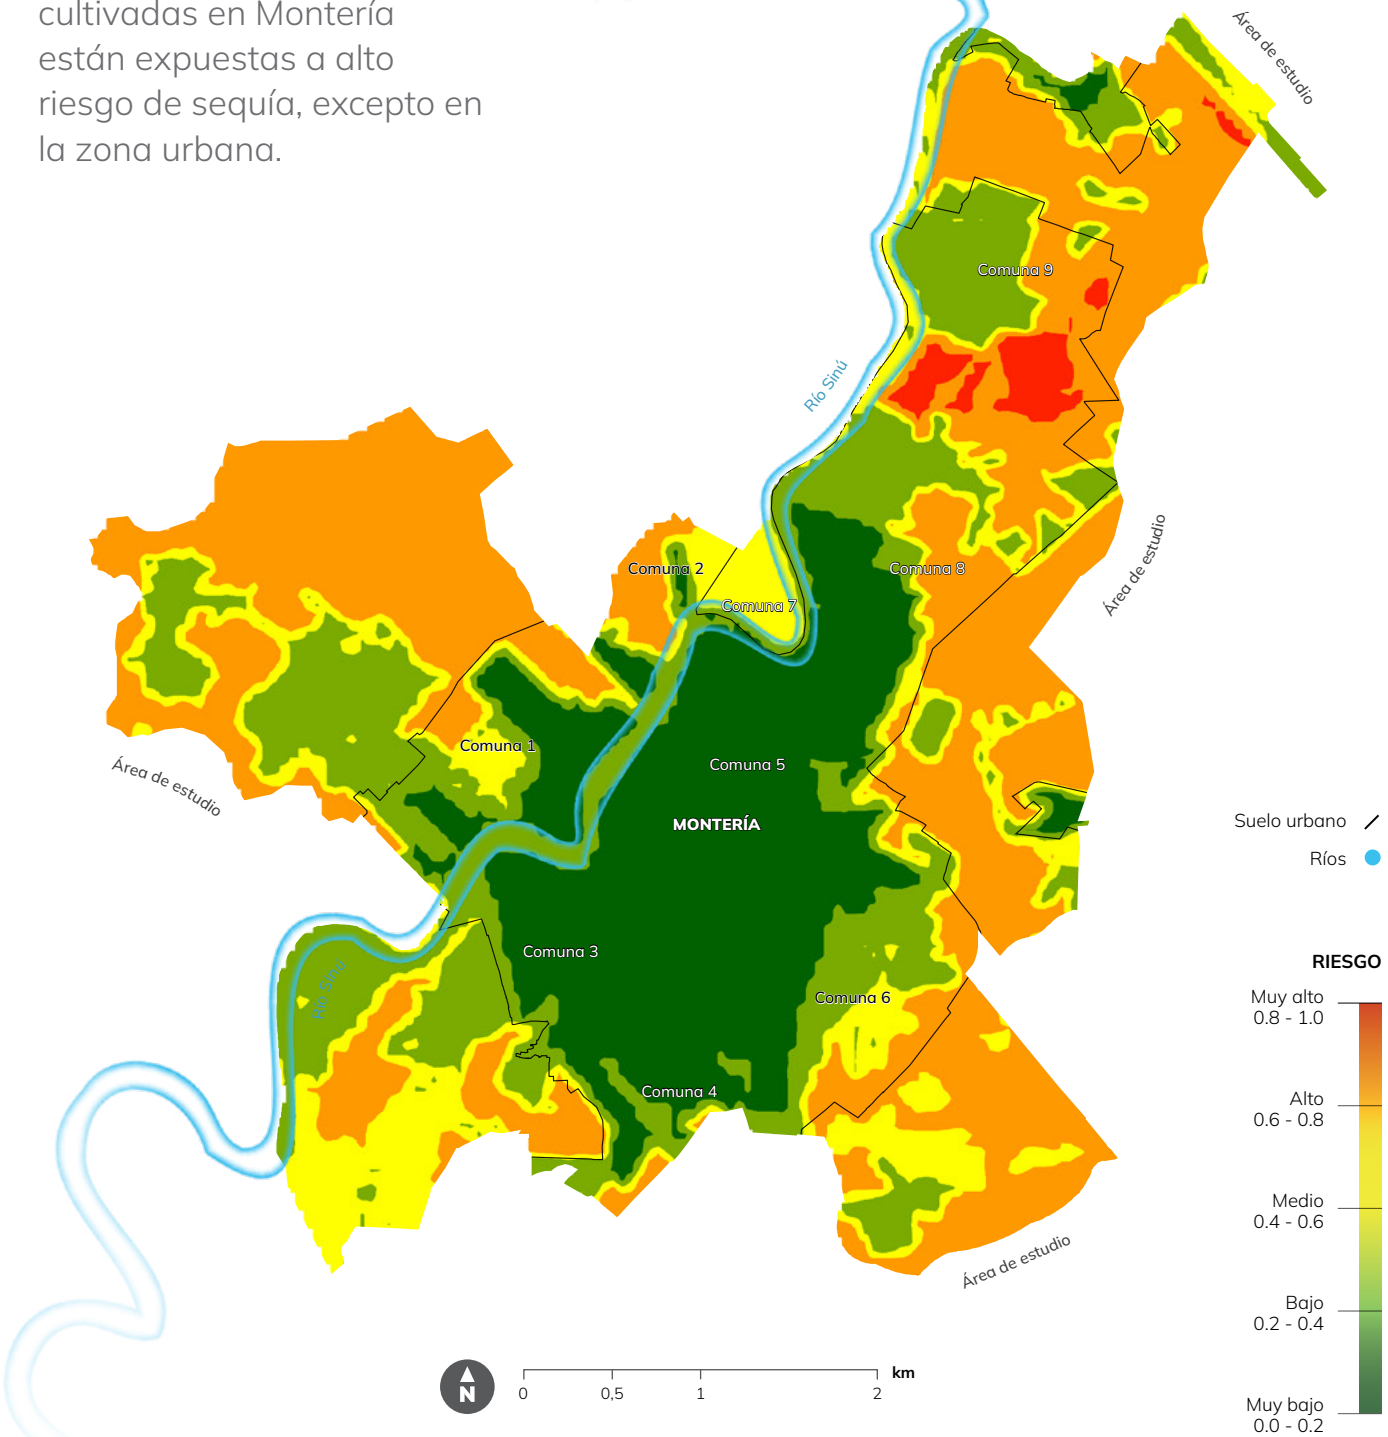 cultivadas en Montería
están expuestas a alto
riesgo de sequía, excepto en
la zona urbana.
Área de estudio
Comuna 9
Río Sinú
Área de estudio
Comuna 2
Comuna 8
Comuna 7
Comuna 1
Comuna 5
Área de estudio
MONTERÍA
Suelo urbano
Ríos
Comuna 3
Río Sinú
Comuna 6
Comuna 4
Área de estudio
RIESGO
Muy alto
0.8 - 1.0
Alto
0.6 - 0.8
Medio
0.4 - 0.6
Bajo
0.2 - 0.4
Muy bajo
0.0 - 0.2
N
0 0,5 1 2 km